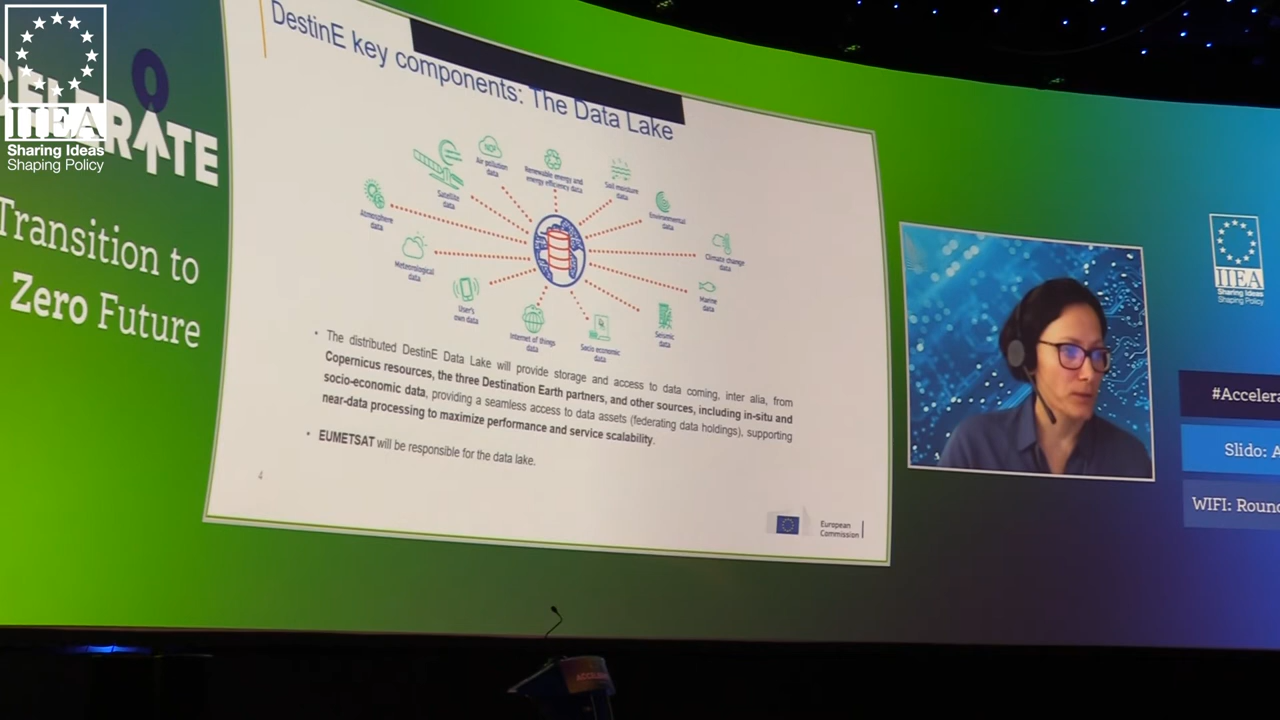 IIEA
Sharing Ideas
Shaping Policy
Transition to
Zero Future
DestinE key components: The Data Lake
Air pollution
data
Renewable energy and
energy efficiency data
Soil moisture
data
Satellite
data
Environmental
data
Atmosphere
data
Climate change
data
Meteorological
data
Marine
data
User's
own data
Internet of things
data
Socio economic
data
Seismic
data
• The distributed DestinE Data Lake will provide storage and access to data coming, inter alia, from
Copernicus resources, the three Destination Earth partners, and other sources, including in-situ and
socio-economic data, providing a seamless access to data assets (federating data holdings), supporting
near-data processing to maximize performance and service scalability.
• EUMETSAT will be responsible for the data lake.
4
European
Commission
IIEA
Sharing Ideas
Shaping Policy
#Accelera
Slido: A
WIFI: Roun